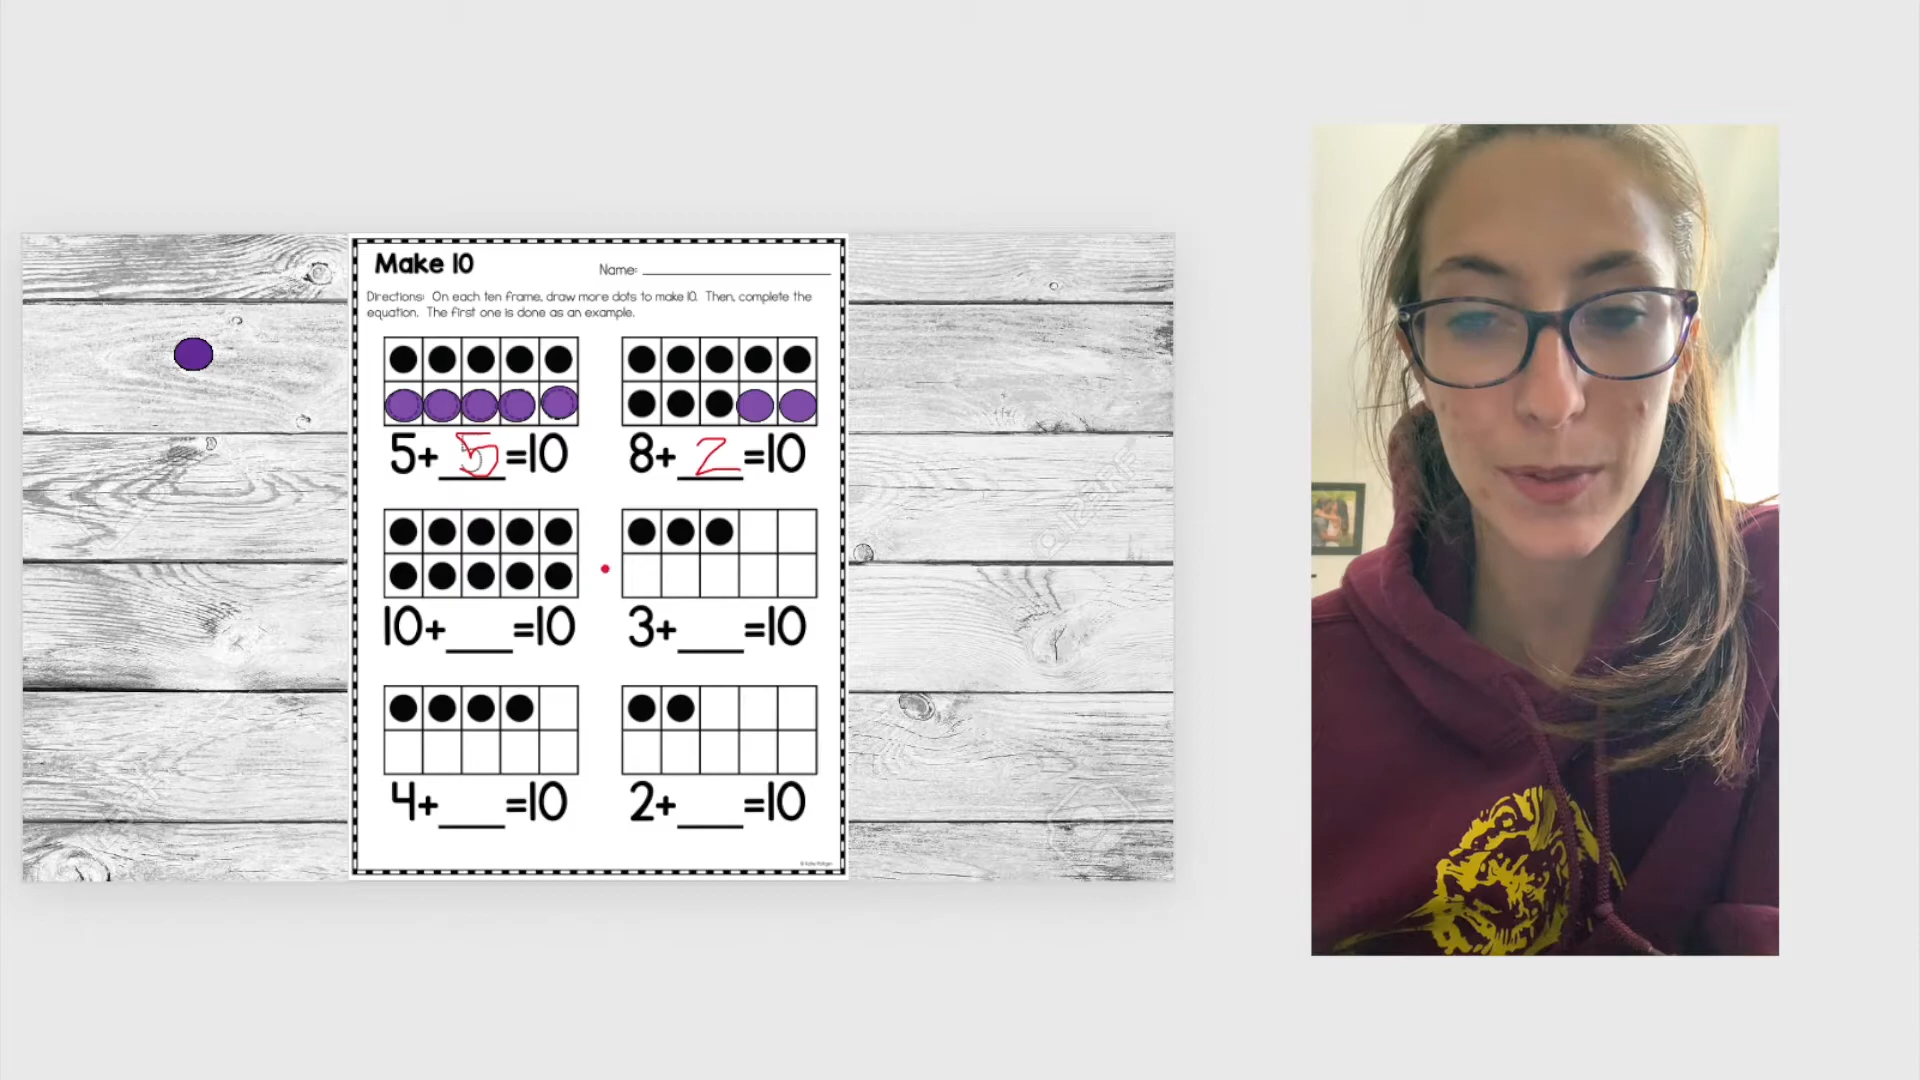 Make 10
Name:
Directions: On each ten frame, draw more dots to make 10. Then, complete the
equation. The first one is done as an example.
5+ 5 =10
8+ 2 =10
10+___=10
3+___=10
4+___=10
2+___=10